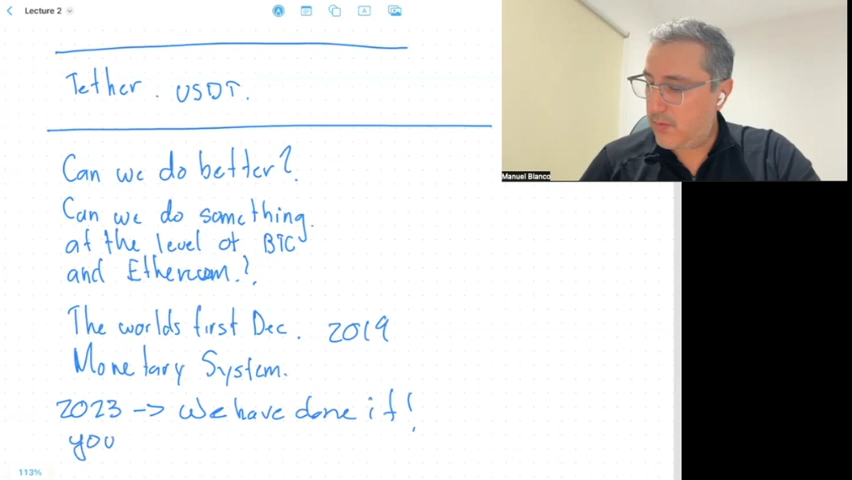 Lecture 2
Tether. USDT.
Can we do better?
Can we do something
at the level of BTC
and Ethereum.?
The worlds first Dec. 2019
Monetary System.
2023 -> We have done it!
you
113%
Manuel Blanco